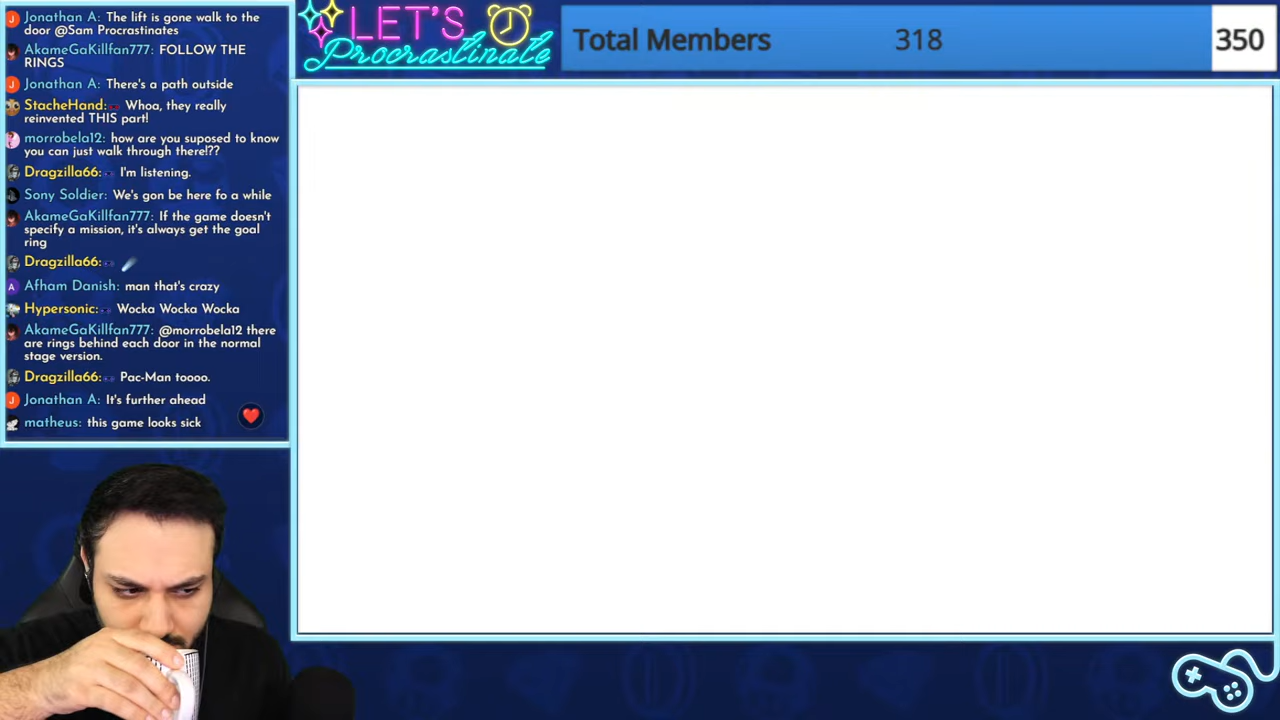 Jonathan A: The lift is gone walk to the
door @Sam Procrastinates
AkameGaKillfan777: FOLLOW THE
RINGS
J Jonathan A: There's a path outside
StacheHand: Whoa, they really
reinvented THIS part!
morrobela12: how are you suposed to know
you can just walk through there!??
Dragzilla66: I'm listening.
Sony Soldier: We's gon be here fo a while
AkameGaKillfan777: If the game doesn't
specify a mission, it's always get the goal
ring
Dragzilla66:
A Afham Danish: man that's crazy
Hypersonic: Wocka Wocka Wocka
AkameGaKillfan777: @morrobela12 there
are rings behind each door in the normal
stage version.
Dragzilla66: Pac-Man toooo.
J Jonathan A: It's further ahead
matheus: this game looks sick
LET'S
Procrastinate
Total Members 318 350